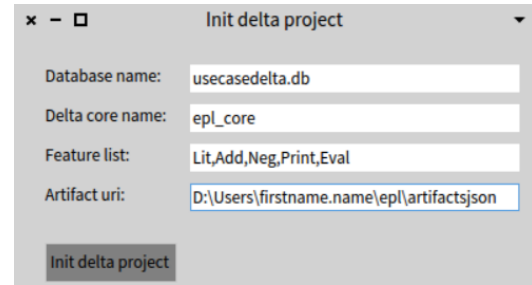 Init delta project
Database name: usecasedelta.db
Delta core name: epl_core
Feature list: Lit,Add,Neg,Print,Eval
Artifact uri: D:\Users\firstname.name\epl\artifactsjson
Init delta project